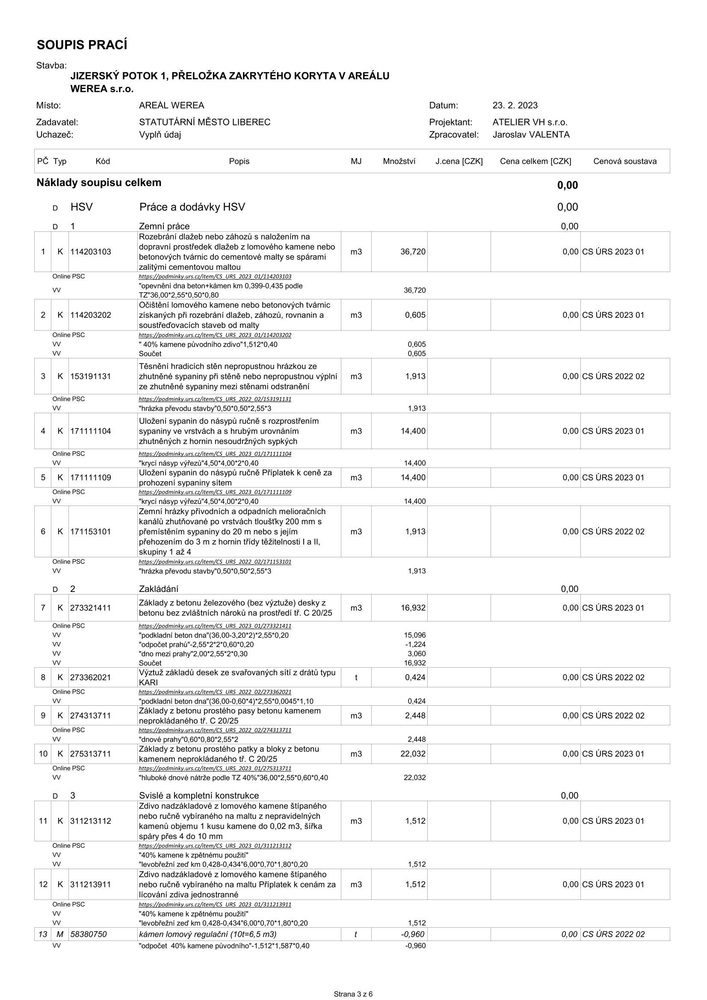 SOUPIS PRACÍ
Stavba:
JIZERSKÝ POTOK 1, PŘELOŽKA ZAKRYTÉHO KORYTA V AREÁLU
WEREA s.r.o.
Místo: AREÁL WEREA Datum: 23. 2. 2023
Zadavatel: STATUTÁRNÍ MĚSTO LIBEREC Projektant: ATELIER VH s.r.o.
Uchazeč: Vyplň údaj Zpracovatel: Jaroslav VALENTA
PČ Typ Kód Popis MJ Množství J.cena [CZK] Cena celkem [CZK] Cenová soustava
Náklady soupisu celkem 0,00
D HSV Práce a dodávky HSV 0,00
D 1 Zemní práce 0,00
Rozebrání dlažeb nebo záhozů s naložením na
dopravní prostředek dlažeb z lomového kamene nebo
1 K 114203103 betonových tvárnic do cementové malty se spárami m3 36,720 0,00 CS ÚRS 2023 01
zalitými cementovou maltou
Online PSC https://podminky.urs.cz/item/CS_URS_2023_01/114203103
"opevnění dna beton+kámen km 0,399-0,435 podle
VV TZ"36,00*2,55*0,50*0,80 36,720
Očištění lomového kamene nebo betonových tvárnic
2 K 114203202 získaných při rozebrání dlažeb, záhozů, rovnanin a m3 0,605 0,00 CS ÚRS 2023 01
soustřeďovacích staveb od malty
Online PSC https://podminky.urs.cz/item/CS_URS_2023_01/114203202
VV " 40% kamene původního zdivo"1,512*0,40 0,605
VV Součet 0,605
Těsnění hradicích stěn nepropustnou hrázkou ze
3 K 153191131 zhutněné sypaniny při stěně nebo nepropustnou výplní m3 1,913 0,00 CS ÚRS 2022 02
ze zhutněné sypaniny mezi stěnami odstranění
Online PSC https://podminky.urs.cz/item/CS_URS_2022_02/153191131
VV "hrázka převodu stavby"0,50*0,50*2,55*3 1,913
Uložení sypanin do násypů ručně s rozprostřením
4 K 171111104 sypaniny ve vrstvách a s hrubým urovnáním m3 14,400 0,00 CS ÚRS 2023 01
zhutněných z hornin nesoudržných sypkých
Online PSC https://podminky.urs.cz/item/CS_URS_2023_01/171111104
VV "krycí násyp výřezů"4,50*4,00*2*0,40 14,400
Uložení sypanin do násypů ručně Příplatek k ceně za
5 K 171111109 prohození sypaniny sítem m3 14,400 0,00 CS ÚRS 2023 01
Online PSC https://podminky.urs.cz/item/CS_URS_2023_01/171111109
VV "krycí násyp výřezů"4,50*4,00*2*0,40 14,400
Zemní hrázky přívodních a odpadních melioračních
kanálů zhutňované po vrstvách tloušťky 200 mm s
6 K 171153101 přemístěním sypaniny do 20 m nebo s jejím m3 1,913 0,00 CS ÚRS 2022 02
přehozením do 3 m z hornin třídy těžitelnosti I a II,
skupiny 1 až 4
Online PSC https://podminky.urs.cz/item/CS_URS_2022_02/171153101
VV "hrázka převodu stavby"0,50*0,50*2,55*3 1,913
D 2 Zakládání 0,00
Základy z betonu železového (bez výztuže) desky z
7 K 273321411 betonu bez zvláštních nároků na prostředí tř. C 20/25 m3 16,932 0,00 CS ÚRS 2023 01
Online PSC https://podminky.urs.cz/item/CS_URS_2023_01/273321411
VV "podkladní beton dna"(36,00-3,20*2)*2,55*0,20 15,096
VV "odpočet prahů"-2,55*2*2*0,60*0,20 -1,224
VV "dno mezi prahy"2,00*2,55*2*0,30 3,060
VV Součet 16,932
Výztuž základů desek ze svařovaných sítí z drátů typu
8 K 273362021 KARI t 0,424 0,00 CS ÚRS 2022 02
Online PSC https://podminky.urs.cz/item/CS_URS_2022_02/273362021
VV "podkladní beton dna"(36,00-0,60*4)*2,55*0,0045*1,10 0,424
Základy z betonu prostého pasy betonu kamenem
9 K 274313711 neprokládaného tř. C 20/25 m3 2,448 0,00 CS ÚRS 2022 02
Online PSC https://podminky.urs.cz/item/CS_URS_2022_02/274313711
VV "dnové prahy"0,60*0,80*2,55*2 2,448
Základy z betonu prostého patky a bloky z betonu
10 K 275313711 kamenem neprokládaného tř. C 20/25 m3 22,032 0,00 CS ÚRS 2023 01
Online PSC https://podminky.urs.cz/item/CS_URS_2023_01/275313711
VV "hluboké dnové nátrže podle TZ 40%"36,00*2,55*0,60*0,40 22,032
D 3 Svislé a kompletní konstrukce 0,00
Zdivo nadzákladové z lomového kamene štípaného
nebo ručně vybíraného na maltu z nepravidelných
11 K 311213112 kamenů objemu 1 kusu kamene do 0,02 m3, šířka m3 1,512 0,00 CS ÚRS 2023 01
spáry přes 4 do 10 mm
Online PSC https://podminky.urs.cz/item/CS_URS_2023_01/311213112
VV "40% kamene k zpětnému použití"
VV "levobřežní zeď km 0,428-0,434"6,00*0,70*1,80*0,20 1,512
Zdivo nadzákladové z lomového kamene štípaného
12 K 311213911 nebo ručně vybíraného na maltu Příplatek k cenám za m3 1,512 0,00 CS ÚRS 2023 01
lícování zdiva jednostranné
Online PSC https://podminky.urs.cz/item/CS_URS_2023_01/311213911
VV "40% kamene k zpětnému použití"
VV "levobřežní zeď km 0,428-0,434"6,00*0,70*1,80*0,20 1,512
13 M 58380750 kámen lomový regulační (10t=6,5 m3) t -0,960 0,00 CS ÚRS 2022 02
VV "odpočet 40% kamene původního"-1,512*1,587*0,40 -0,960
Strana 3 z 6